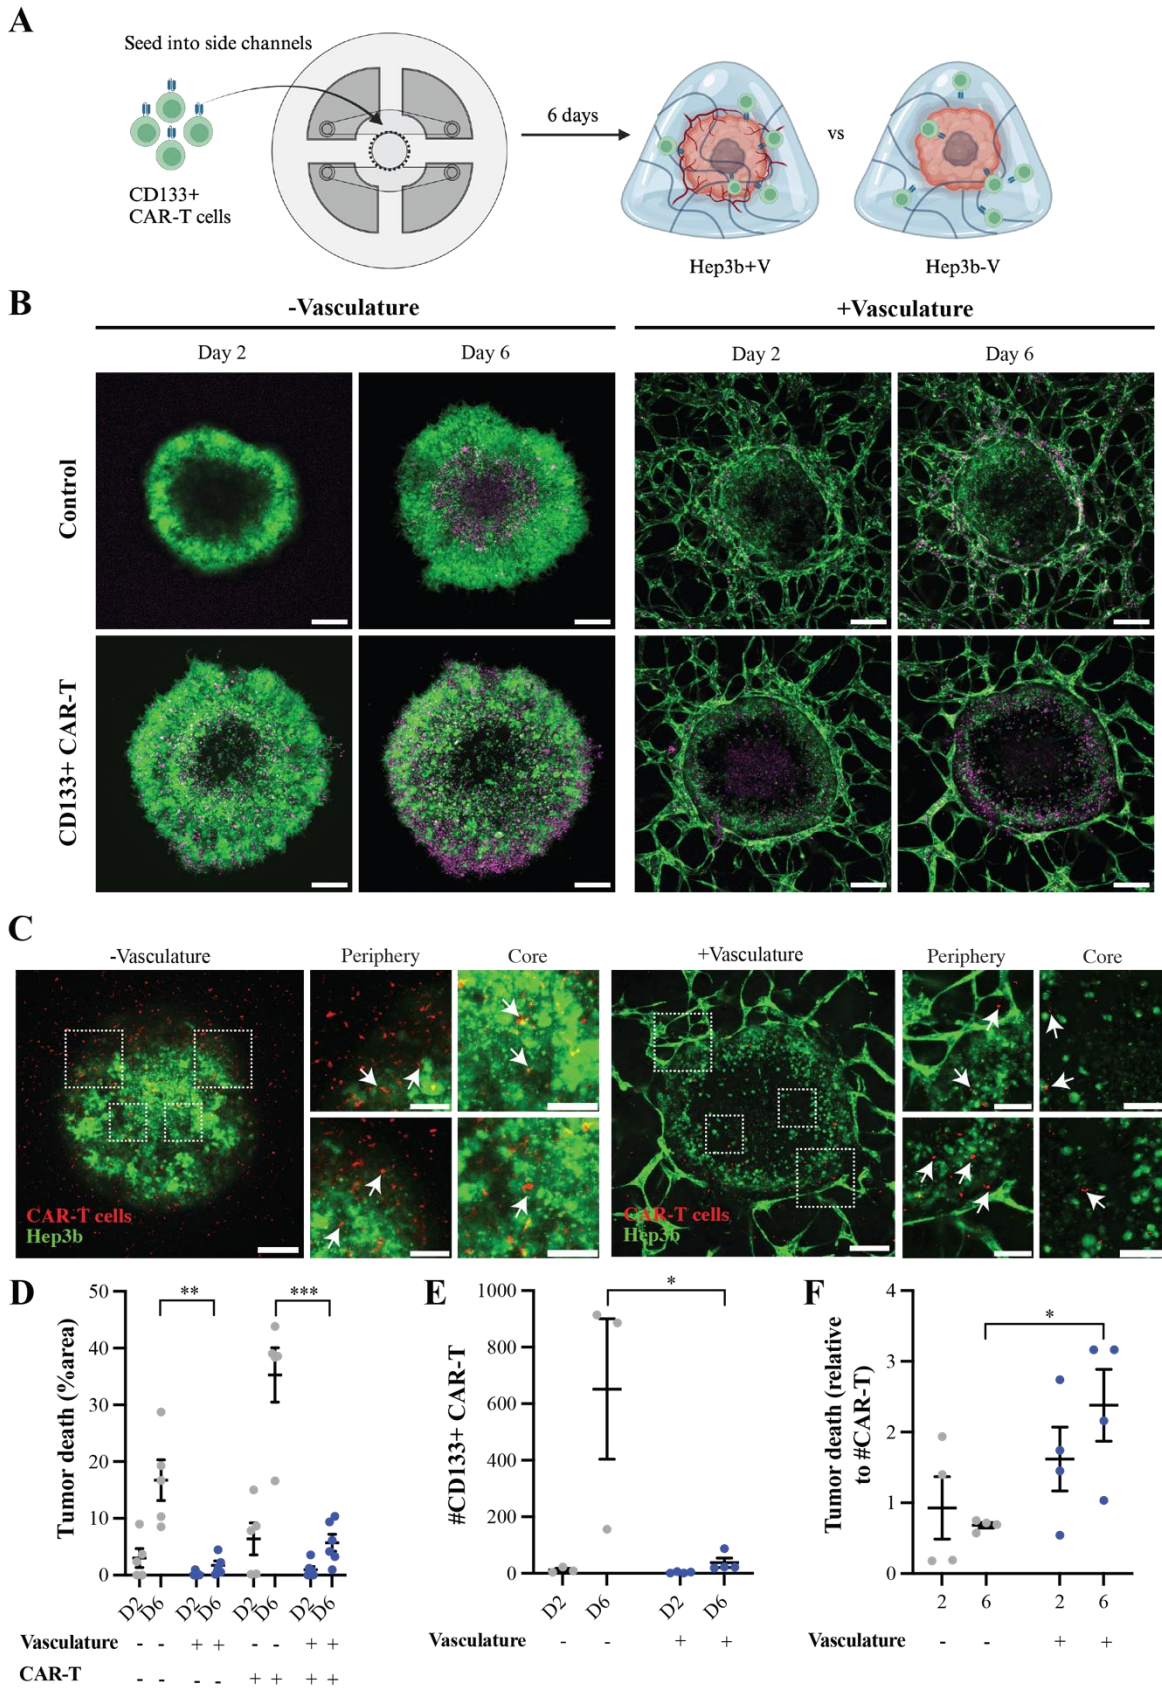 A
Seed into side channels
CD133+
CAR-T cells
6 days
vs
Hep3b+V
Hep3b-V
B
-Vasculature
+Vasculature
Day 2
Day 6
Day 2
Day 6
Control
CD133+ CAR-T
C
-Vasculature
Periphery
Core
+Vasculature
Periphery
Core
CAR-T cells
Hep3b
CAR-T cells
Hep3b
D
Tumor death (%area)
50
40
30
20
10
0
**
***
D2
D6
D2
D6
D2
D6
D2
D6
Vasculature - - + + - - + +
CAR-T - - - - + + + +
E
#CD133+ CAR-T
1000
800
600
400
200
0
*
D2
D6
D2
D6
Vasculature - - + +
F
Tumor death (relative
to #CAR-T)
4
3
2
1
0
*
2
6
2
6
Vasculature - - + +